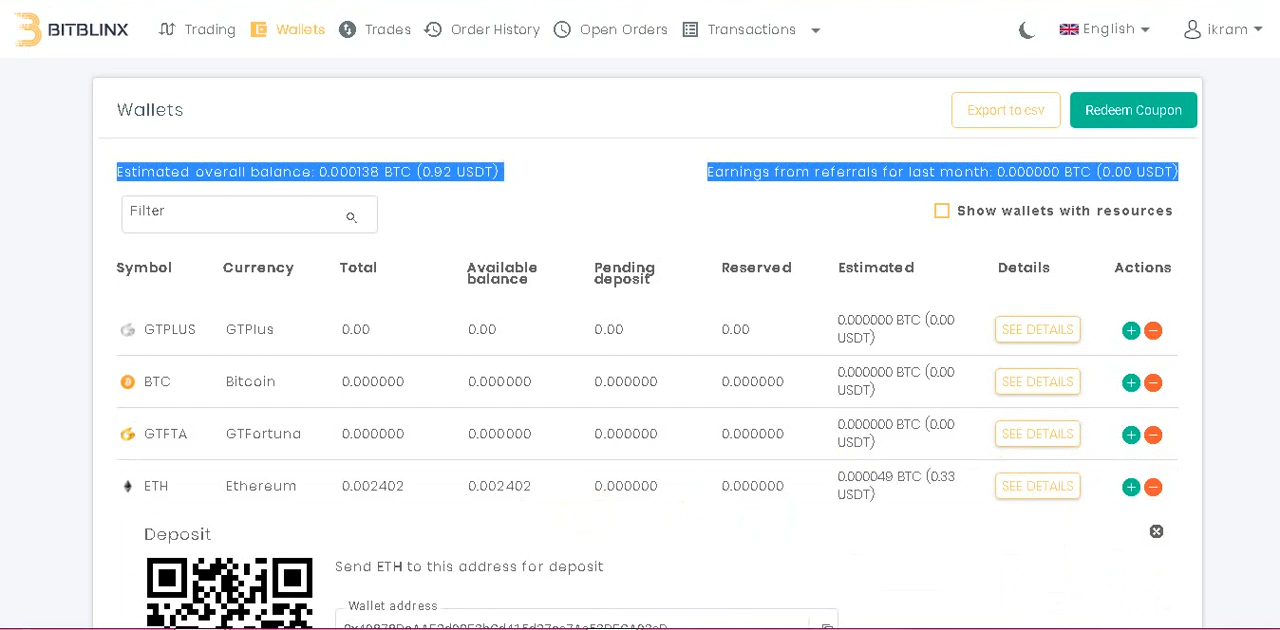 BITBLINX Trading Wallets Trades Order History Open Orders Transactions English ikram
Wallets Export to csv Redeem Coupon
Estimated overall balance: 0.000138 BTC (0.92 USDT) Earnings from referrals for last month: 0.000000 BTC (0.00 USDT)
Filter Show wallets with resources
Symbol Currency Total Available balance Pending deposit Reserved Estimated Details Actions
GTPLUS GTPlus 0.00 0.00 0.00 0.00 0.000000 BTC (0.00 USDT) SEE DETAILS
BTC Bitcoin 0.000000 0.000000 0.000000 0.000000 0.000000 BTC (0.00 USDT) SEE DETAILS
GTFTA GTFortuna 0.000000 0.000000 0.000000 0.000000 0.000000 BTC (0.00 USDT) SEE DETAILS
ETH Ethereum 0.002402 0.002402 0.000000 0.000000 0.000049 BTC (0.33 USDT) SEE DETAILS
Deposit
Send ETH to this address for deposit
Wallet address